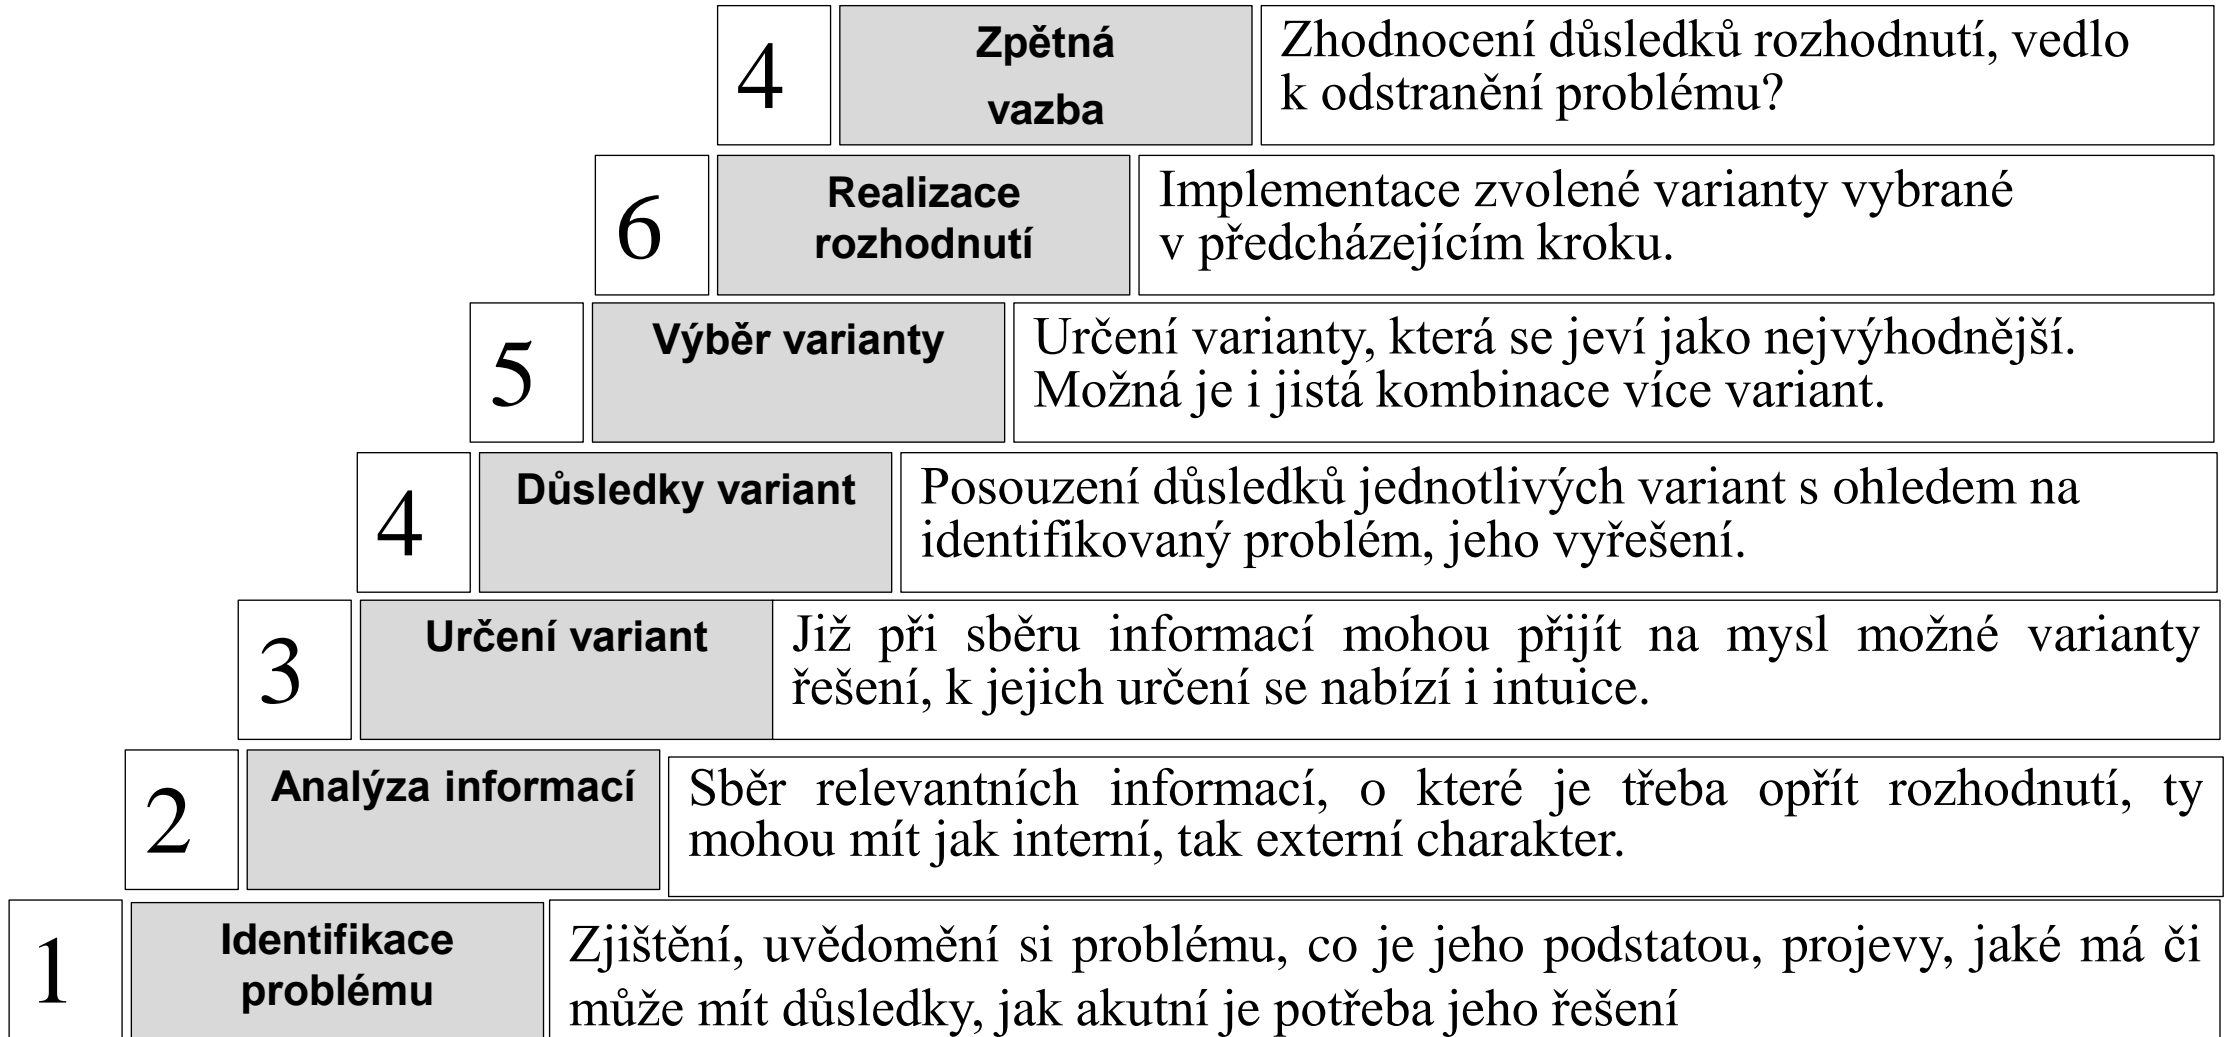 4
Zpětná
vazba
Zhodnocení důsledků rozhodnutí, vedlo
k odstranění problému?
6
Realizace
rozhodnutí
Implementace zvolené varianty vybrané
v předcházejícím kroku.
5
Výběr varianty
Určení varianty, která se jeví jako nejvýhodnější.
Možná je i jistá kombinace více variant.
4
Důsledky variant
Posouzení důsledků jednotlivých variant s ohledem na
identifikovaný problém, jeho vyřešení.
3
Určení variant
Již při sběru informací mohou přijít na mysl možné varianty
řešení, k jejich určení se nabízí i intuice.
2
Analýza informací
Sběr relevantních informací, o které je třeba opřít rozhodnutí, ty
mohou mít jak interní, tak externí charakter.
1
Identifikace
problému
Zjištění, uvědomění si problému, co je jeho podstatou, projevy, jaké má či
může mít důsledky, jak akutní je potřeba jeho řešení